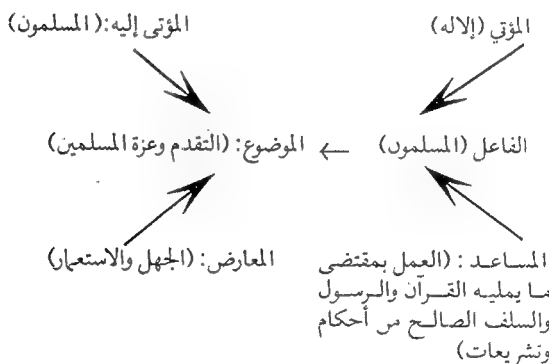 المؤتي (إلاله) المؤتى إليه: (المسلمون)
الفاعل (المسلمون) ← الموضوع: (التقدم وعزة المسلمين)
المساعد : (العمل بمقتضى المعارض: (الجهل والاستعمار)
ما يمليه القرآن والرسول
والسلف الصالح من أحكام
وتشريعات)